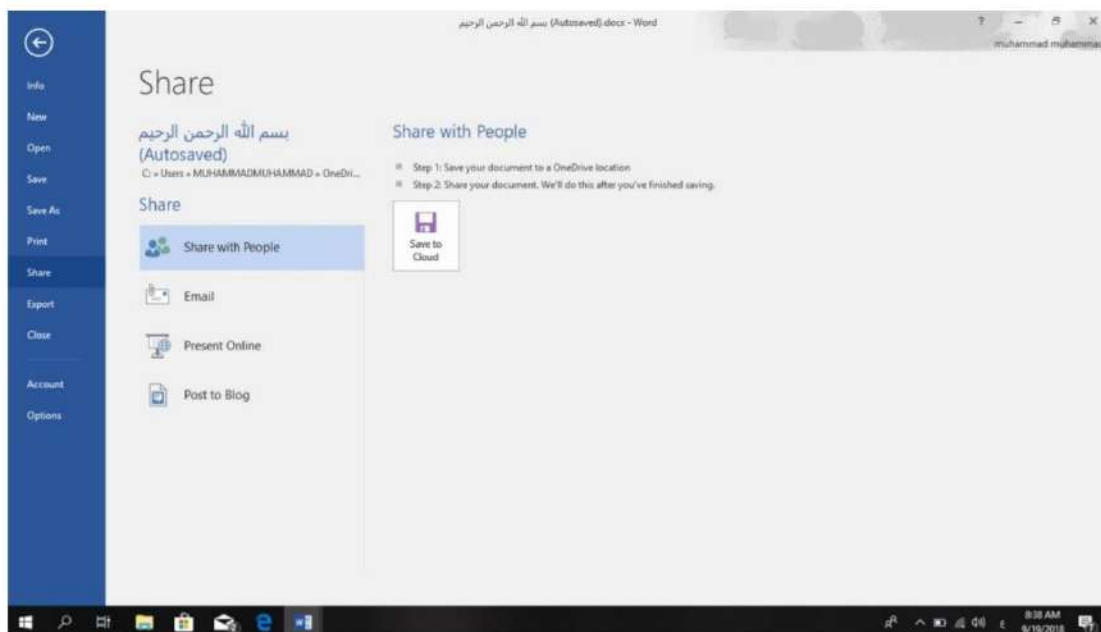 بسم الله الرحمن الرحيم (Autosaved).docx - Word
?
muhammad muhammad
Info
New
Open
Save
Save As
Print
Share
Export
Close
Account
Options
Share
بسم الله الرحمن الرحيم
(Autosaved)
C: » Users » MUHAMMADMUHAMMAD » OneDri...
Share
Share with People
Email
Present Online
Post to Blog
Share with People
Step 1: Save your document to a OneDrive location
Step 2: Share your document. We'll do this after you've finished saving.
Save to
Cloud
ع
8:38 AM
9/19/2018